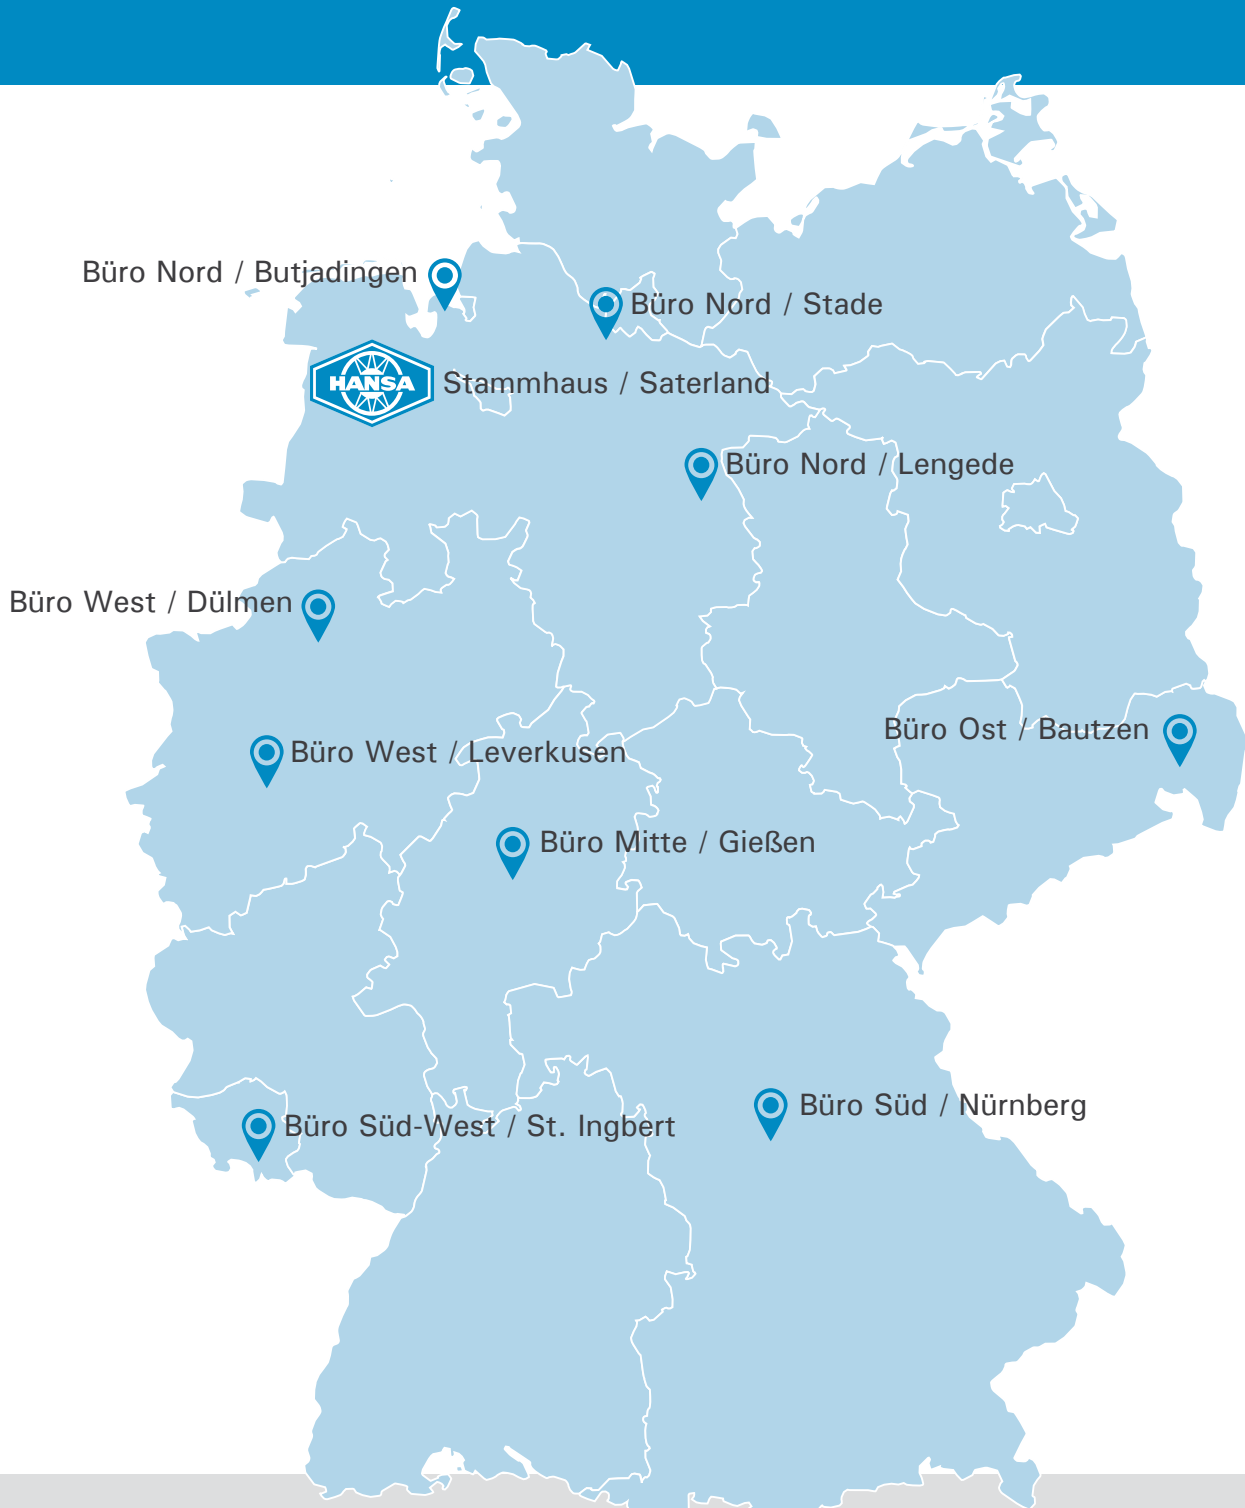 Büro Nord / Butjadingen
Büro Nord / Stade
HANSA
Stammhaus / Saterland
Büro Nord / Lengede
Büro West / Dülmen
Büro Ost / Bautzen
Büro West / Leverkusen
Büro Mitte / Gießen
Büro Süd / Nürnberg
Büro Süd-West / St. Ingbert